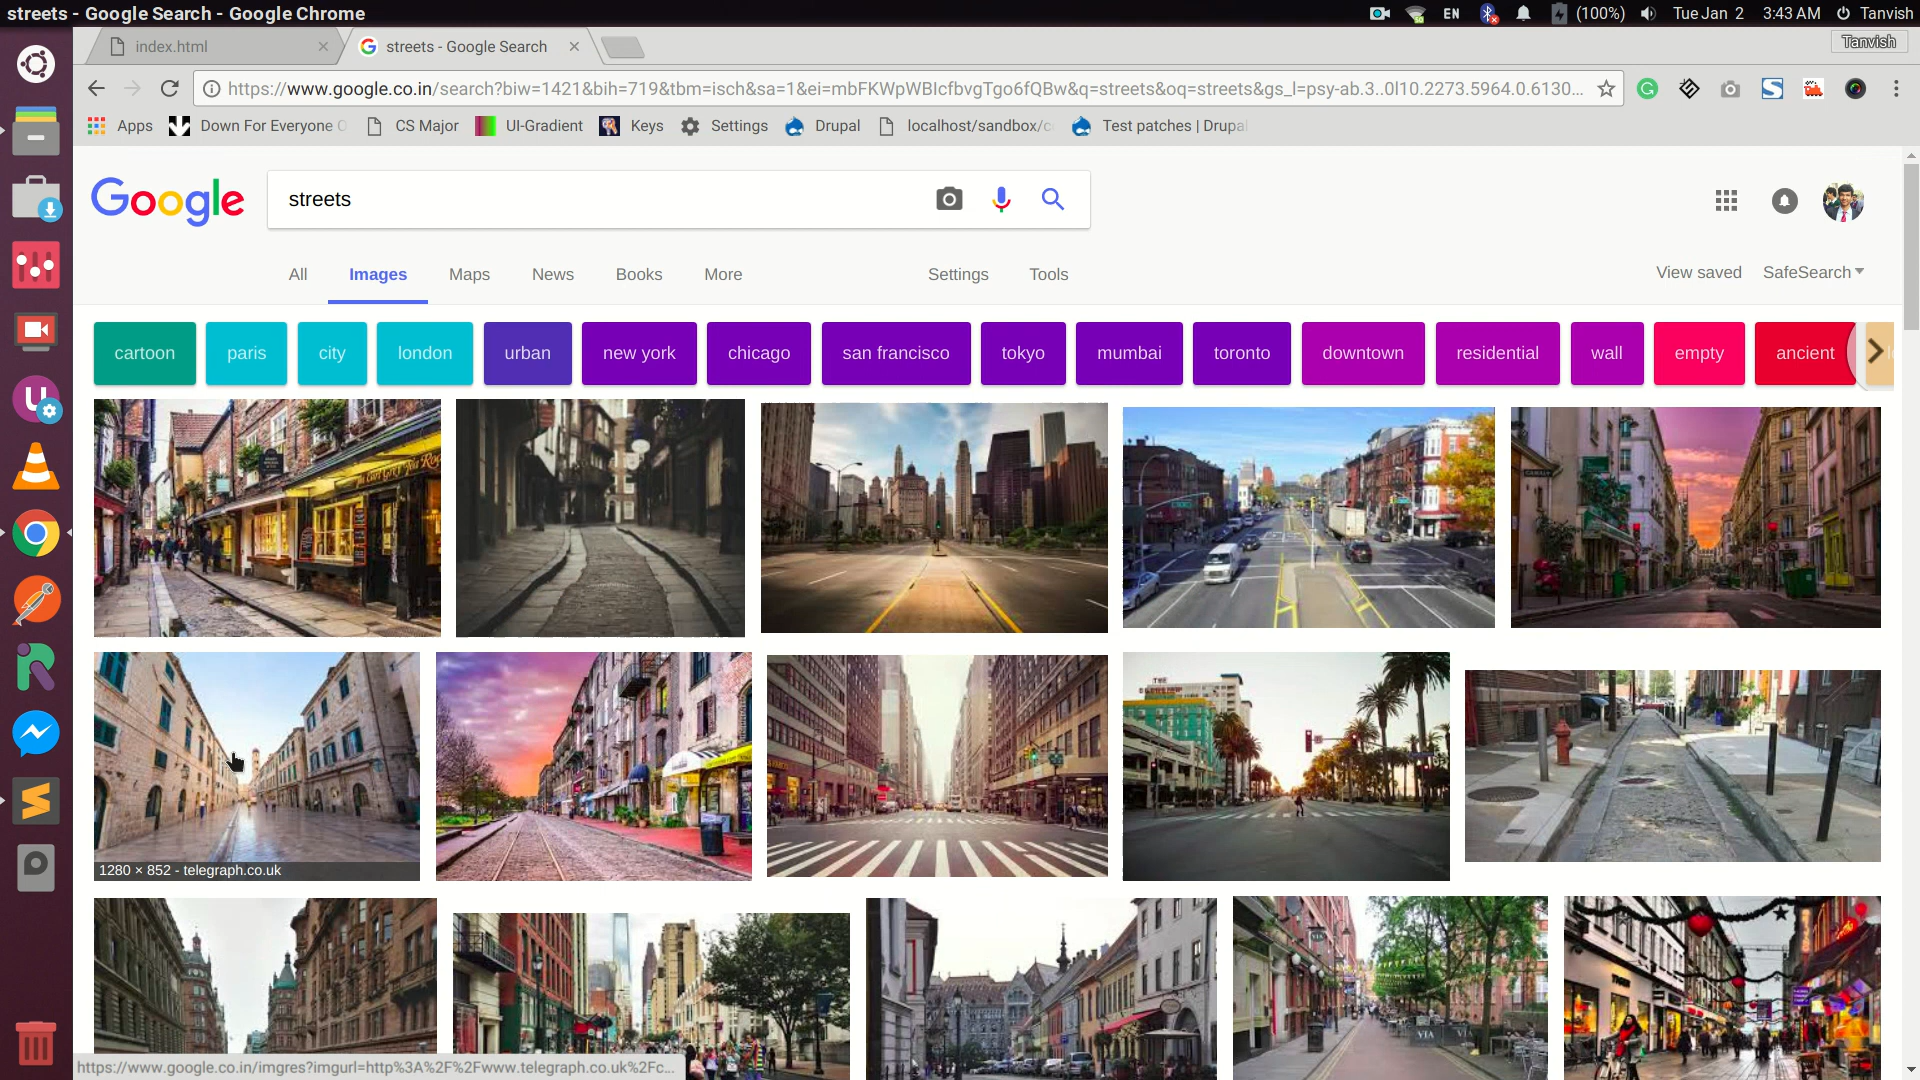 streets - Google Search - Google Chrome
EN (100%) Tue Jan 2 3:43 AM Tanvish
index.html streets - Google Search Tanvish
https://www.google.co.in/search?biw=1421&bih=719&tbm=isch&sa=1&ei=mbFKWpWBIcfbvgTgo6fQBw&q=streets&oq=streets&gs_l=psy-ab.3..0l10.2273.5964.0.6130...
Apps Down For Everyone O CS Major UI-Gradient Keys Settings Drupal localhost/sandbox/c Test patches | Drupal
Google streets
All Images Maps News Books More Settings Tools View saved SafeSearch
cartoon paris city london urban new york chicago san francisco tokyo mumbai toronto downtown residential wall empty ancient
1280 × 852 - telegraph.co.uk
VIA
VIA
https://www.google.co.in/imgres?imgurl=http%3A%2F%2Fwww.telegraph.co.uk%2Fc...